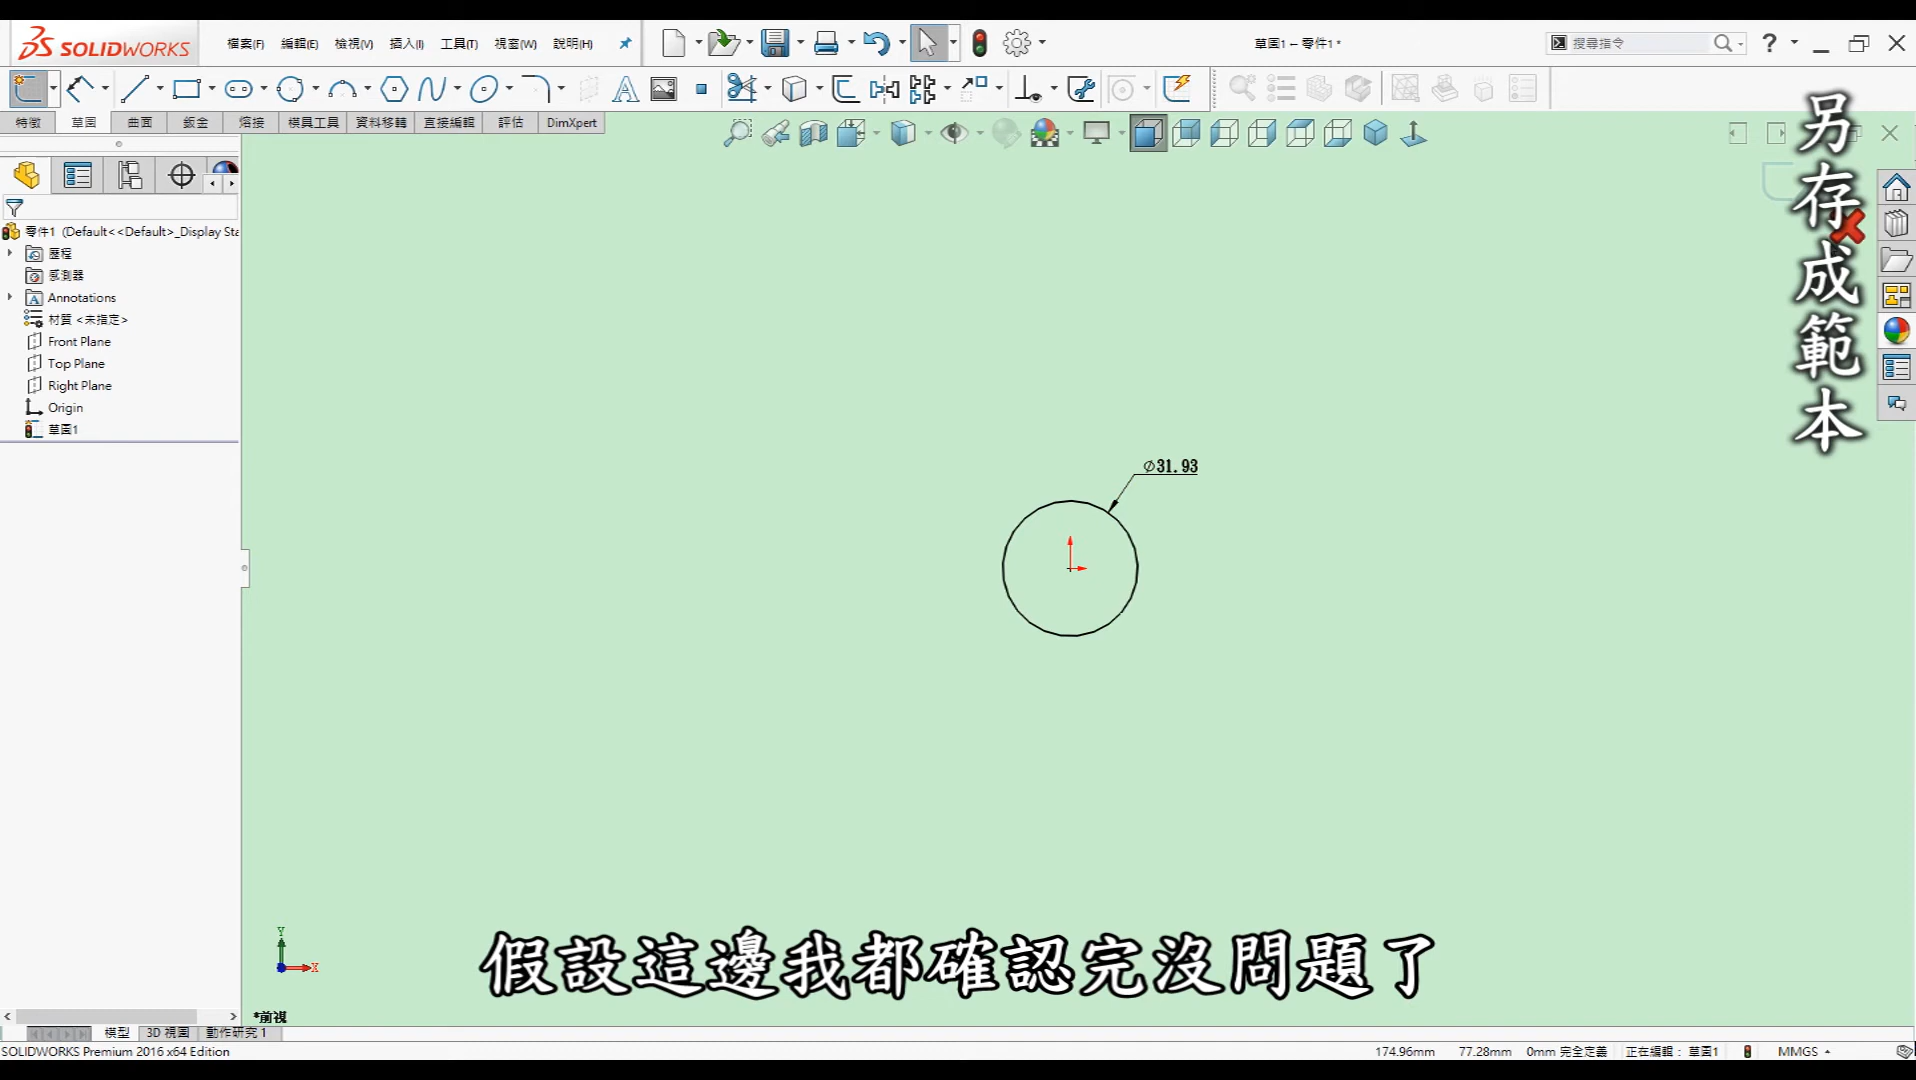 SOLIDWORKS
檔案(F)
編輯(E)
檢視(V)
插入(I)
工具(T)
視窗(W)
說明(H)
草圖1 – 零件1 *
搜尋指令
特徵
草圖
曲面
鈑金
熔接
模具工具
資料移轉
直接編輯
評估
DimXpert
零件1 (Default<<Default>_Display Sta
歷程
感測器
Annotations
材質 <未指定>
Front Plane
Top Plane
Right Plane
Origin
草圖1
⌀31.93
另存成範本
Y
X
假設這邊我都確認完沒問題了
*前視
模型
3D 視圖
動作研究 1
SOLIDWORKS Premium 2016 x64 Edition
174.96mm
77.28mm
0mm 完全定義
正在編輯： 草圖1
MMGS